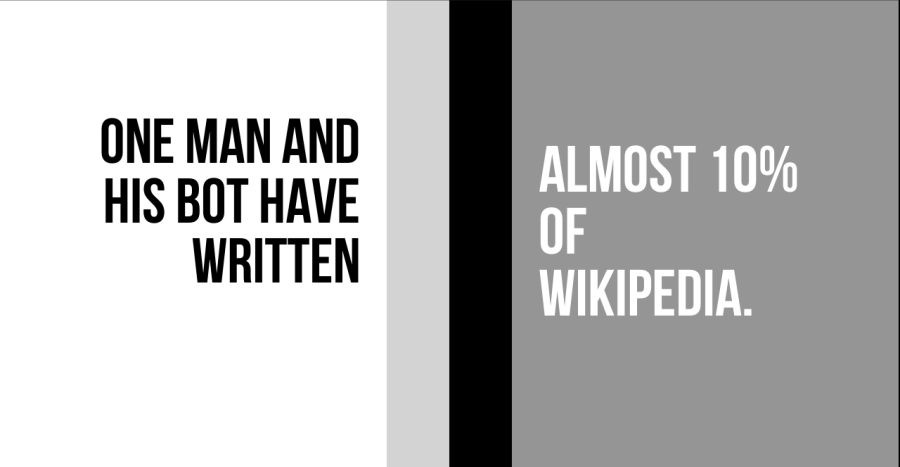 ONE MAN AND
HIS BOT HAVE
WRITTEN
ALMOST 10%
OF
WIKIPEDIA.